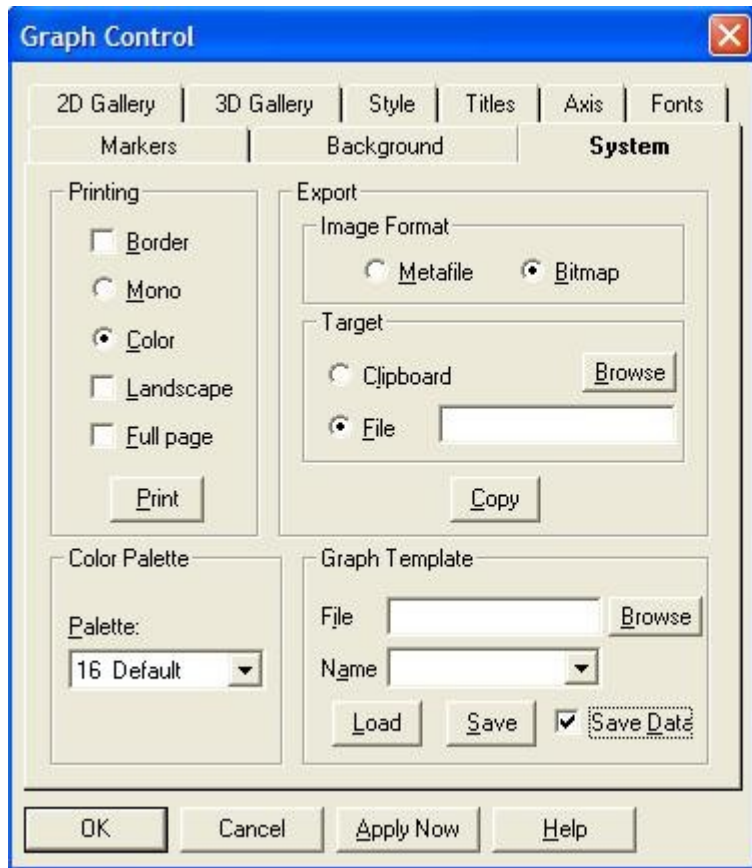 Graph Control
2D Gallery 3D Gallery Style Titles Axis Fonts
Markers Background System
Printing
Border
Mono
Color
Landscape
Full page
Print
Export
Image Format
Metafile Bitmap
Target
Clipboard Browse
File
Copy
Color Palette
Palette:
16 Default
Graph Template
File Browse
Name
Load Save Save Data
OK Cancel Apply Now Help